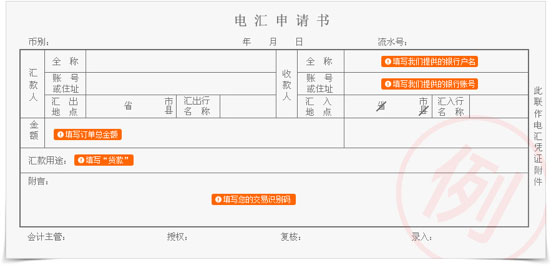 电汇申请书
币别： 年 月 日 流水号：
汇款人 全称 收款人 全称 填写我们提供的银行户名
账号或住址 账号或住址 填写我们提供的银行账号
汇出地点 省 市县 汇出行名称 汇入地点 省 市县 汇入行名称
金额 填写订单总金额
汇款用途： 填写“货款”
附言：
填写您的交易识别码
此联作电汇凭证附件
例
会计主管： 授权： 复核： 录入：